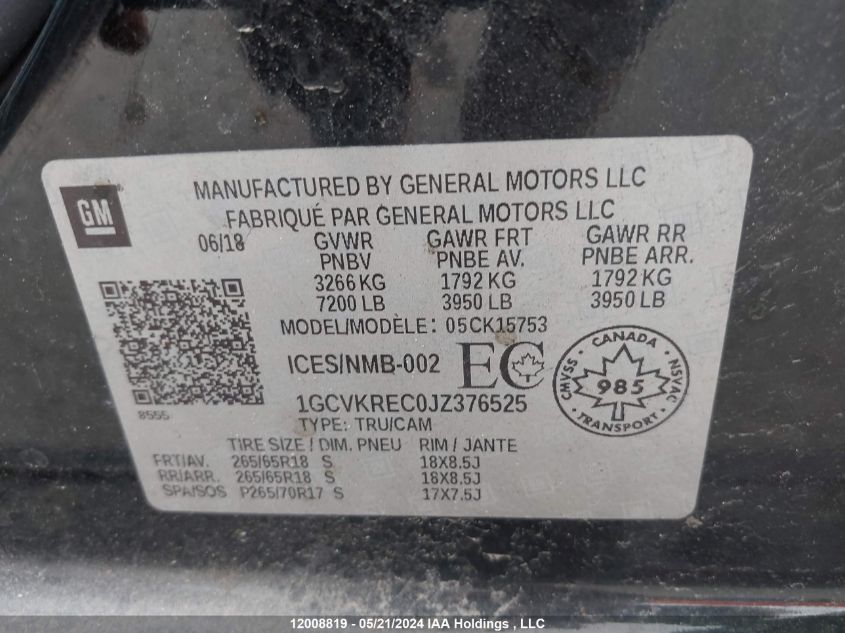 GM
MANUFACTURED BY GENERAL MOTORS LLC
FABRIQUÉ PAR GENERAL MOTORS LLC
06/18 GVWR GAWR FRT GAWR RR
PNBV PNBE AV. PNBE ARR.
3266 KG 1792 KG 1792 KG
7200 LB 3950 LB 3950 LB
MODEL/MODÈLE: 05CK15753
ICES/NMB-002 EC
CANADA
CMVSS 985 NSVAC
8555 1GCVKREC0JZ376525
TYPE: TRU/CAM
TIRE SIZE / DIM. PNEU RIM / JANTE
FRT/AV. 265/65R18 S 18X8.5J
RR/ARR. 265/65R18 S 18X8.5J
SPA/SOS P265/70R17 S 17X7.5J
12008819 - 05/21/2024 IAA Holdings , LLC